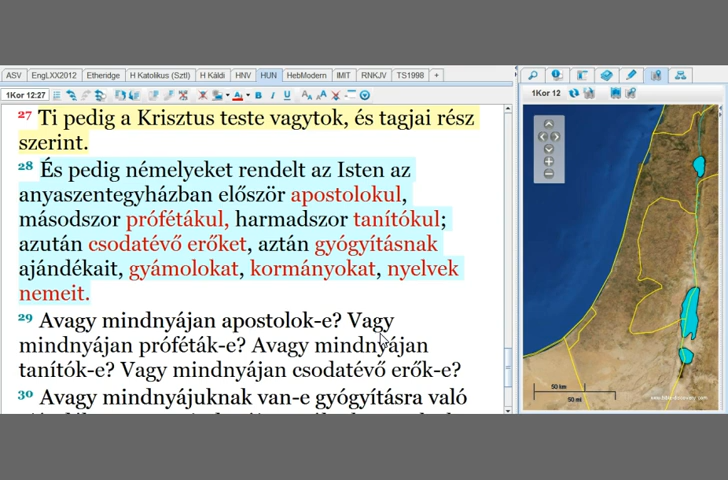 ASV EngLXX2012 Etheridge H Katolikus (SztI) H Káldi HNV HUN HebModern IMIT RNKJV TS1998 +
1Kor 12:27
27 Ti pedig a Krisztus teste vagytok, és tagjai rész
szerint.
28 És pedig némelyeket rendelt az Isten az
anyaszentegyházban először apostolokul,
másodszor prófétákul, harmadszor tanítókul;
azután csodatévő erőket, aztán gyógyításnak
ajándékait, gyámolokat, kormányokat, nyelvek
nemeit.
29 Avagy mindnyájan apostolok-e? Vagy
mindnyájan próféták-e? Avagy mindnyájan
tanítók-e? Vagy mindnyájan csodatévő erők-e?
30 Avagy mindnyájuknak van-e gyógyításra való
1Kor 12
50 km
50 mi